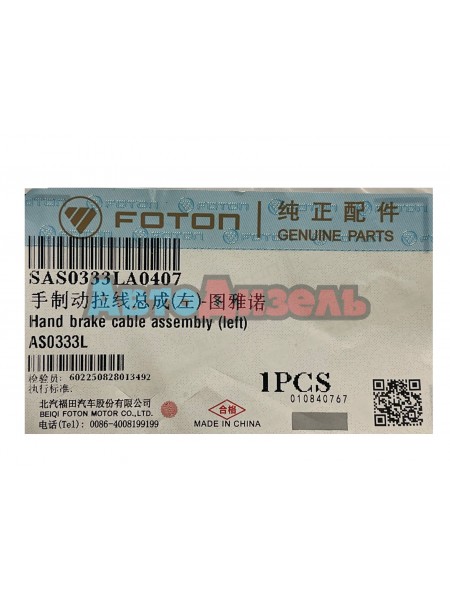 FOTON 纯正配件
GENUINE PARTS
SAS0333LA0407
手制动拉线总成(左)-图雅诺
АвтоДизель
Hand brake cable assembly (left)
AS0333L
检验员: 602250828013492
执行标准:
1PCS
010840767
北汽福田汽车股份有限公司
BEIQI FOTON MOTOR CO.,LTD.
电话(Tel): 0086-4008199199
合格
MADE IN CHINA